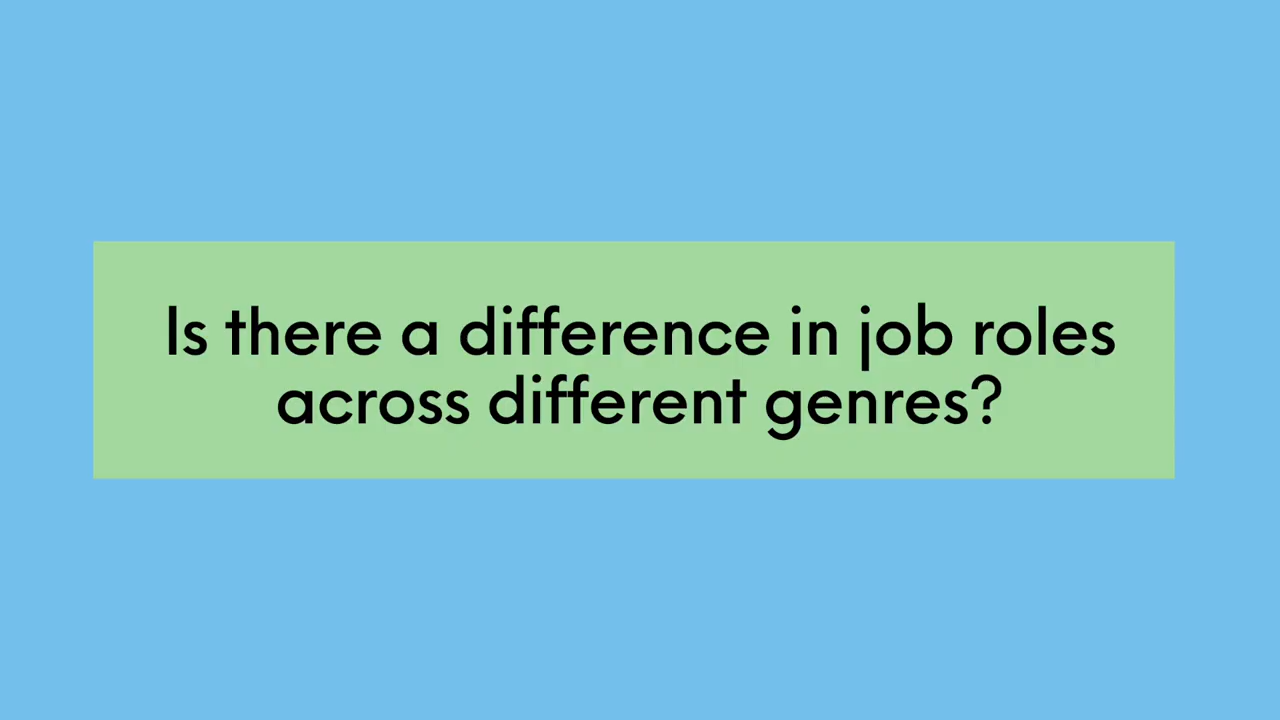 Is there a difference in job roles
across different genres?